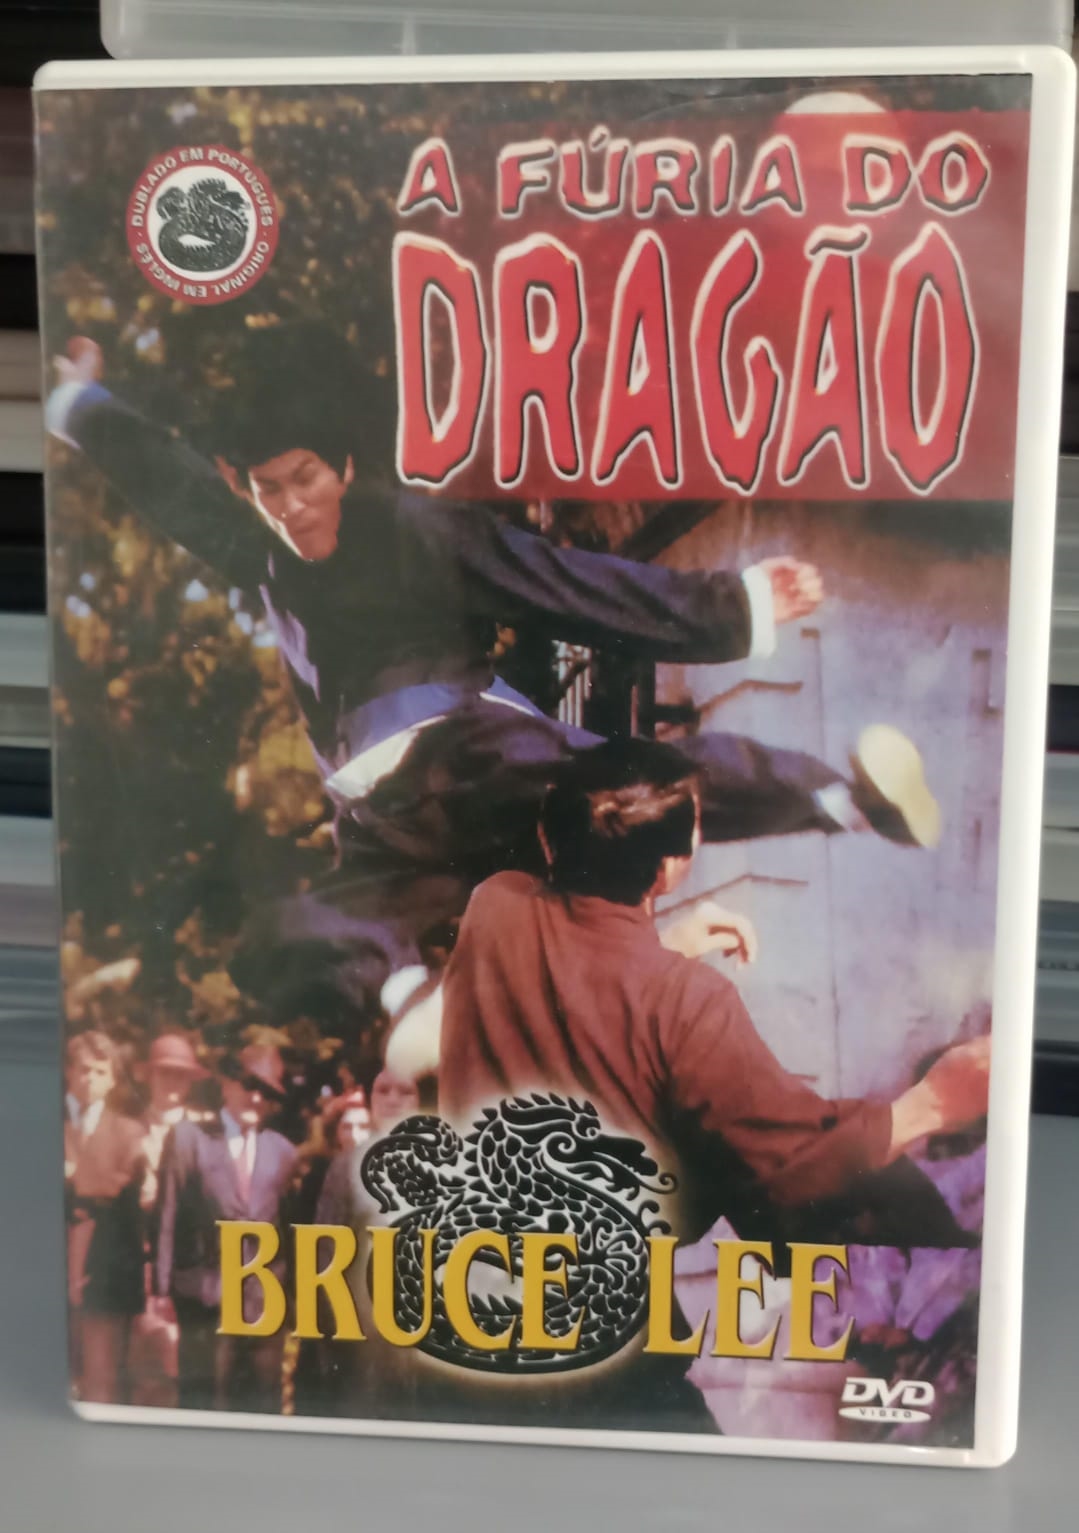 DUBLADO EM PORTUGUÊS · ORIGINAL EM INGLÊS ·
A FÚRIA DO
DRAGÃO
BRUCE LEE
DVD
VIDEO